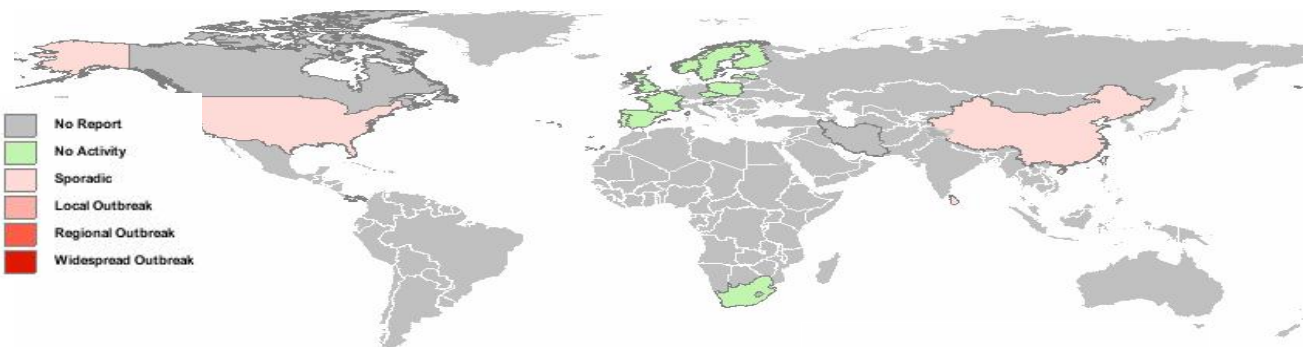 No Report
No Activity
Sporadic
Local Outbreak
Regional Outbreak
Widespread Outbreak